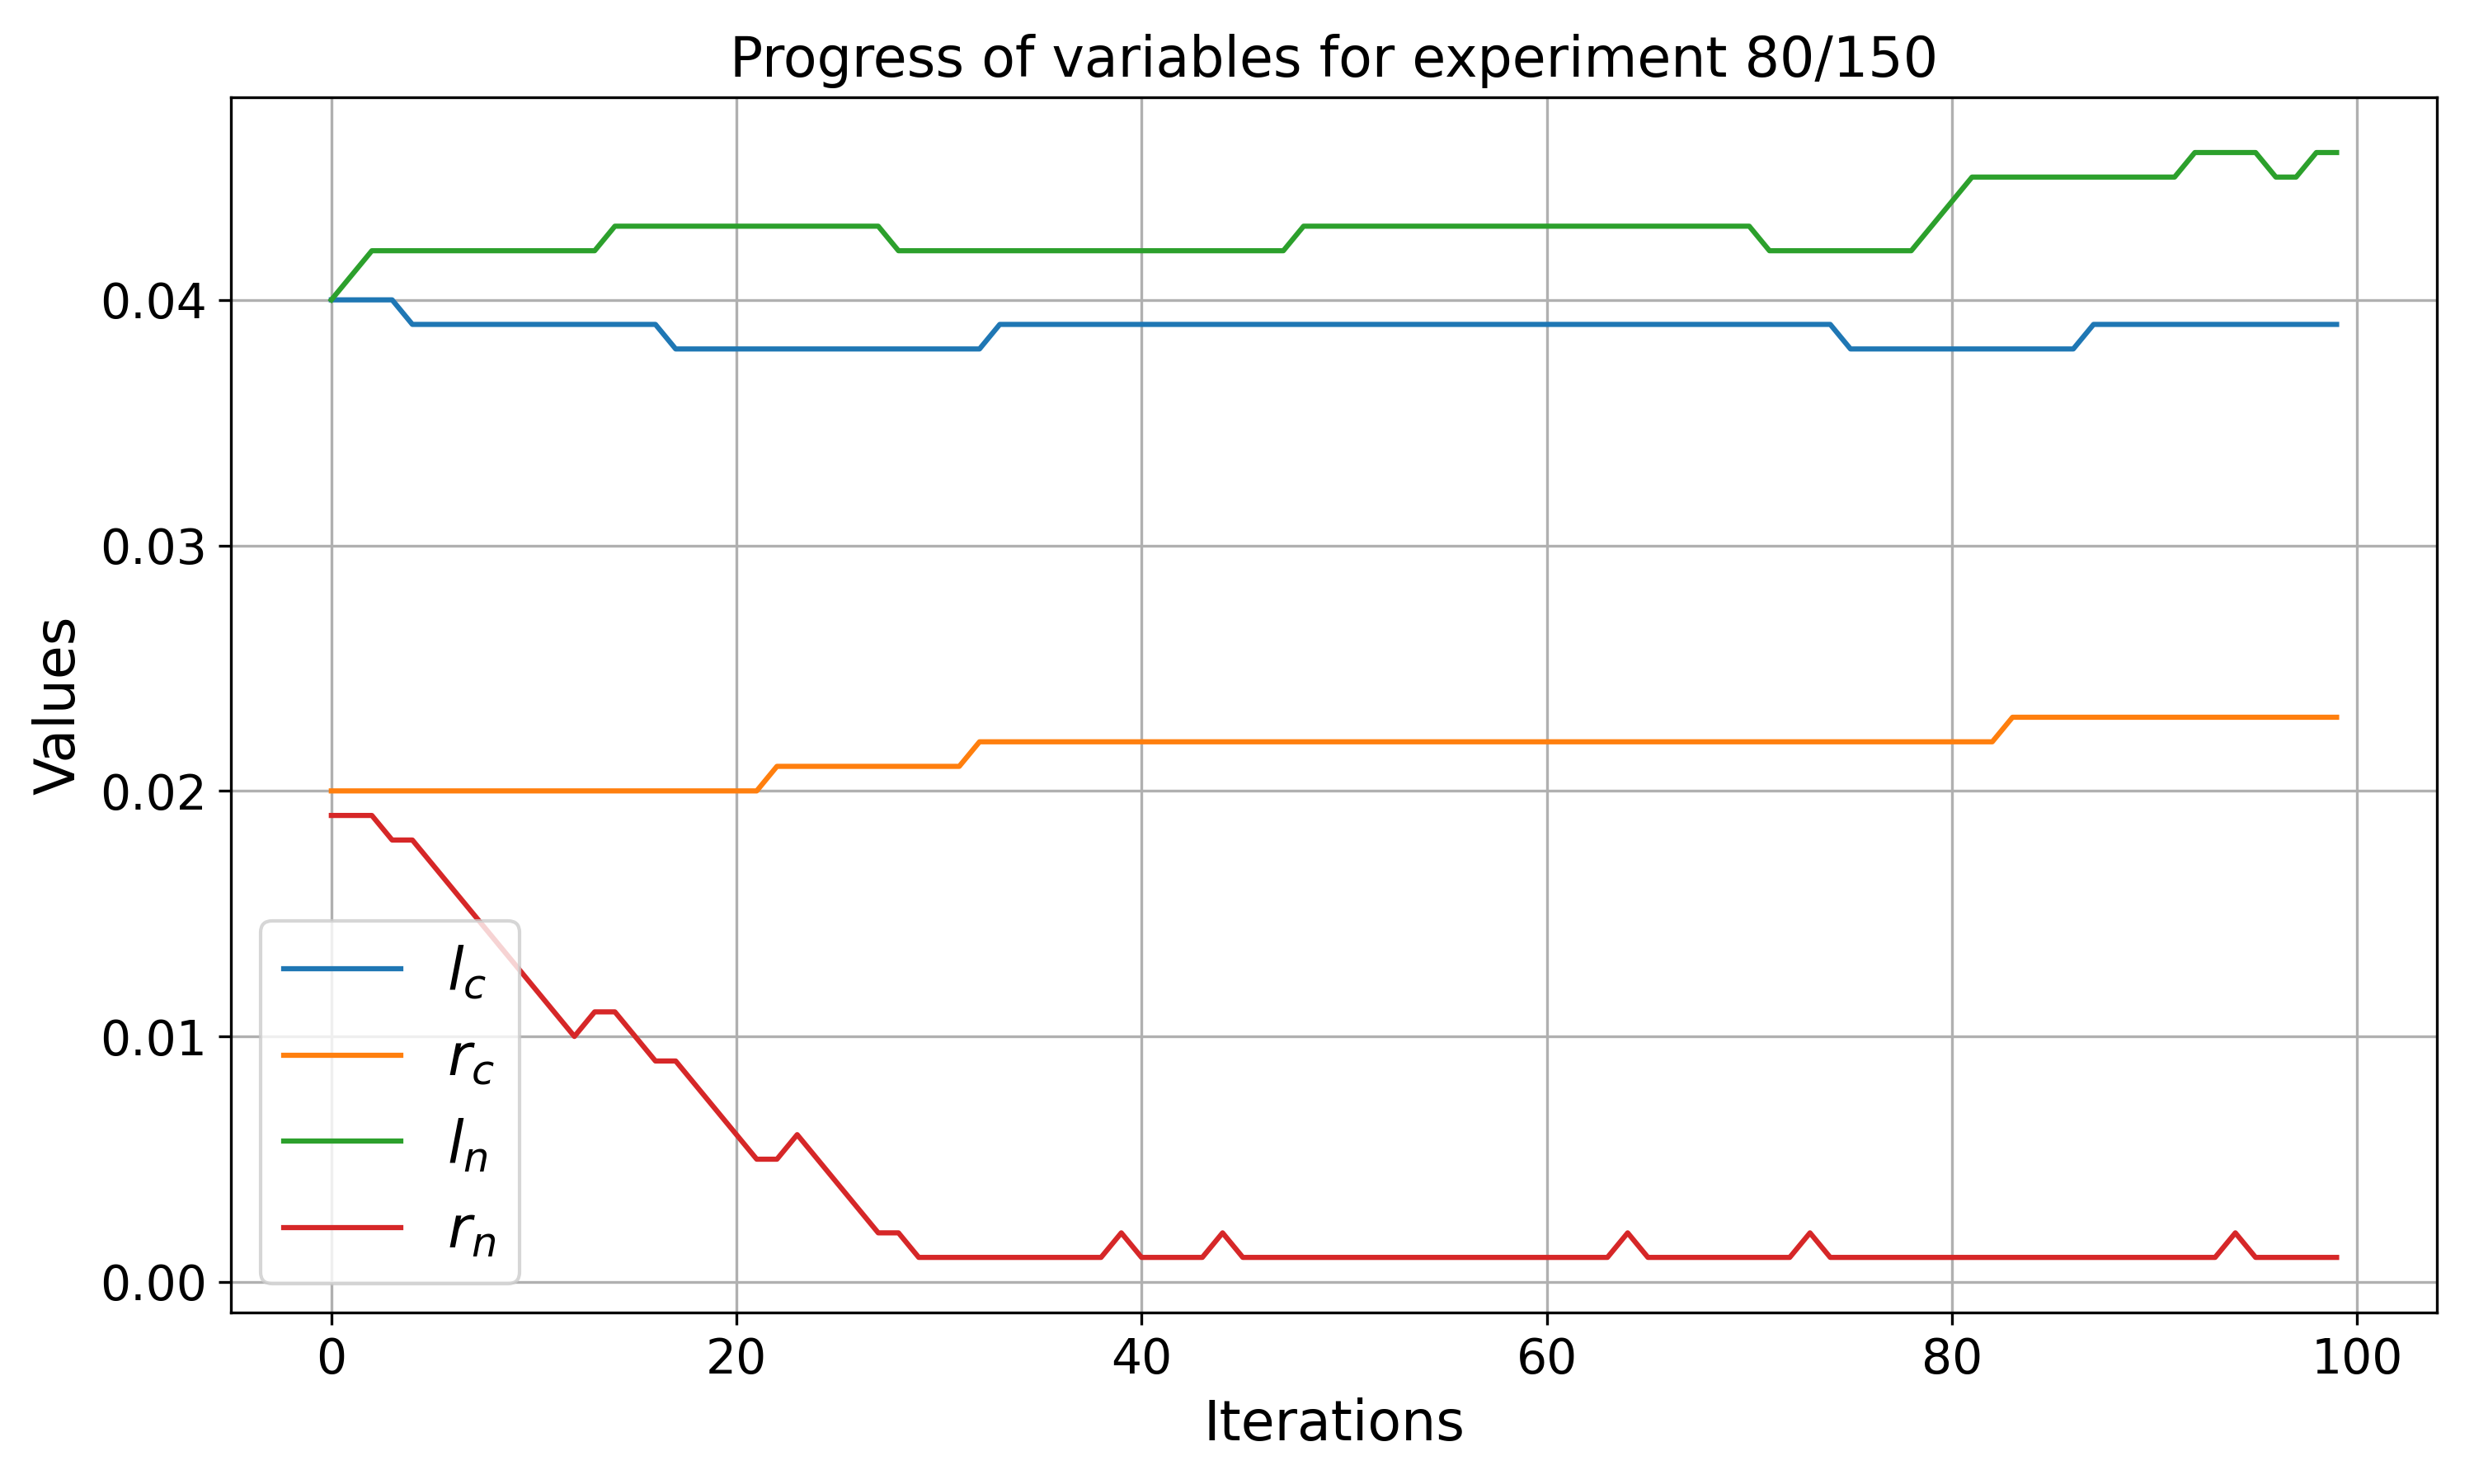 Progress of variables for experiment 80/150
Values
0.04
0.03
0.02
0.01
0.00
l_c
r_c
l_n
r_n
0 20 40 60 80 100
Iterations